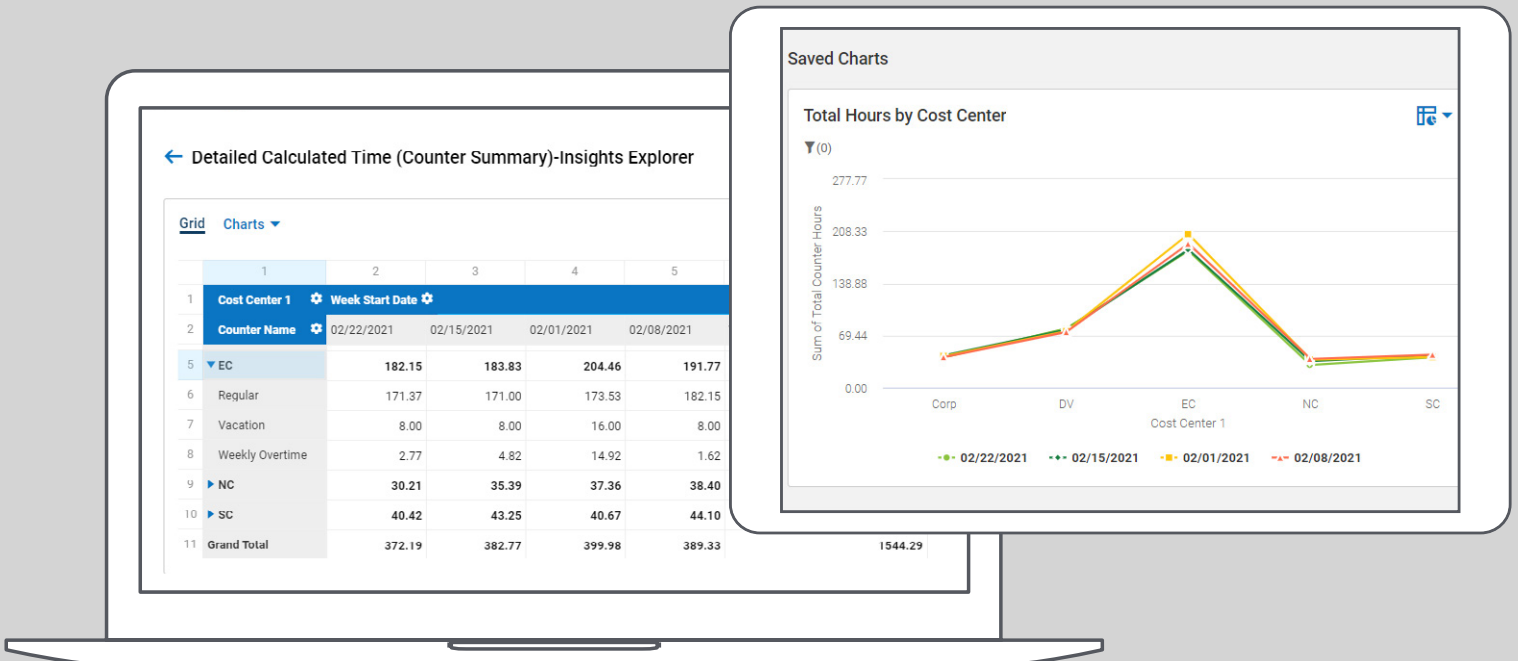 Detailed Calculated Time (Counter Summary)-Insights Explorer
Grid Charts
1 2 3 4 5
1 Cost Center 1 Week Start Date
2 Counter Name 02/22/2021 02/15/2021 02/01/2021 02/08/2021
5 EC 182.15 183.83 204.46 191.77
6 Regular 171.37 171.00 173.53 182.15
7 Vacation 8.00 8.00 16.00 8.00
8 Weekly Overtime 2.77 4.82 14.92 1.62
9 NC 30.21 35.39 37.36 38.40
10 SC 40.42 43.25 40.67 44.10
11 Grand Total 372.19 382.77 399.98 389.33 1544.29
Saved Charts
Total Hours by Cost Center
(0)
277.77
208.33
138.88
69.44
0.00
Sum of Total Counter Hours
Corp DV EC NC SC
Cost Center 1
02/22/2021 02/15/2021 02/01/2021 02/08/2021